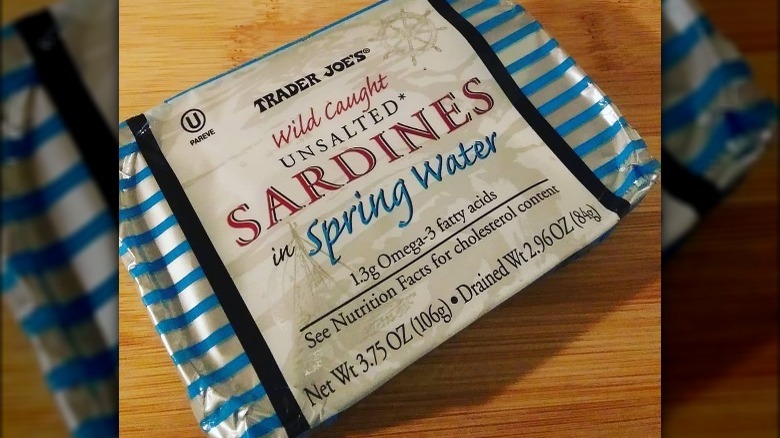 TRADER JOE'S®
U
PAREVE
Wild Caught
UNSALTED*
SARDINES
in Spring Water
1.3g Omega-3 fatty acids
See Nutrition Facts for cholesterol content
Net Wt 3.75 OZ (106g) • Drained Wt 2.96 OZ (84g)